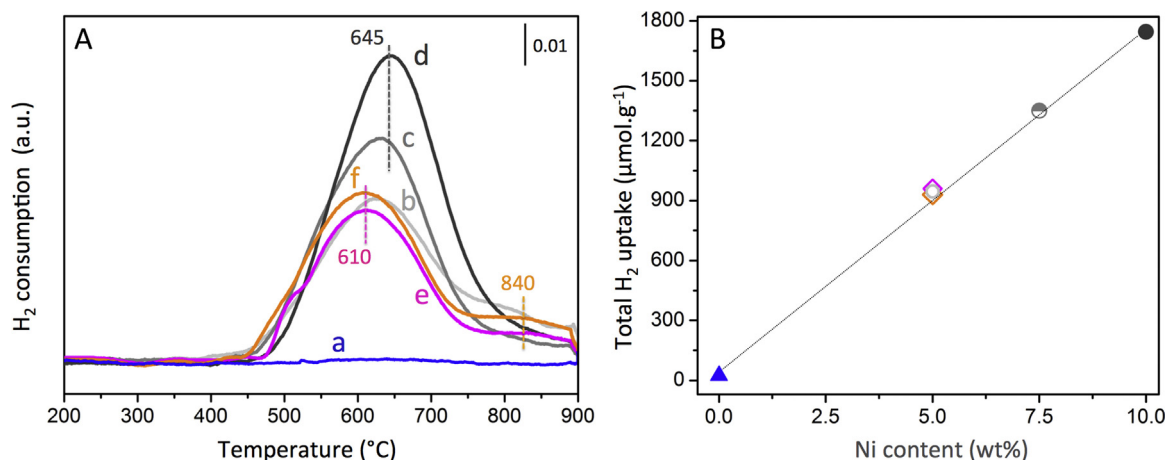 A
645
0.01
d
c
f
b
610
840
e
a
H₂ consumption (a.u.)
200 300 400 500 600 700 800 900
Temperature (°C)
B
1800
1500
1200
900
600
300
0
Total H₂ uptake (µmol.g⁻¹)
0.0 2.5 5.0 7.5 10.0
Ni content (wt%)